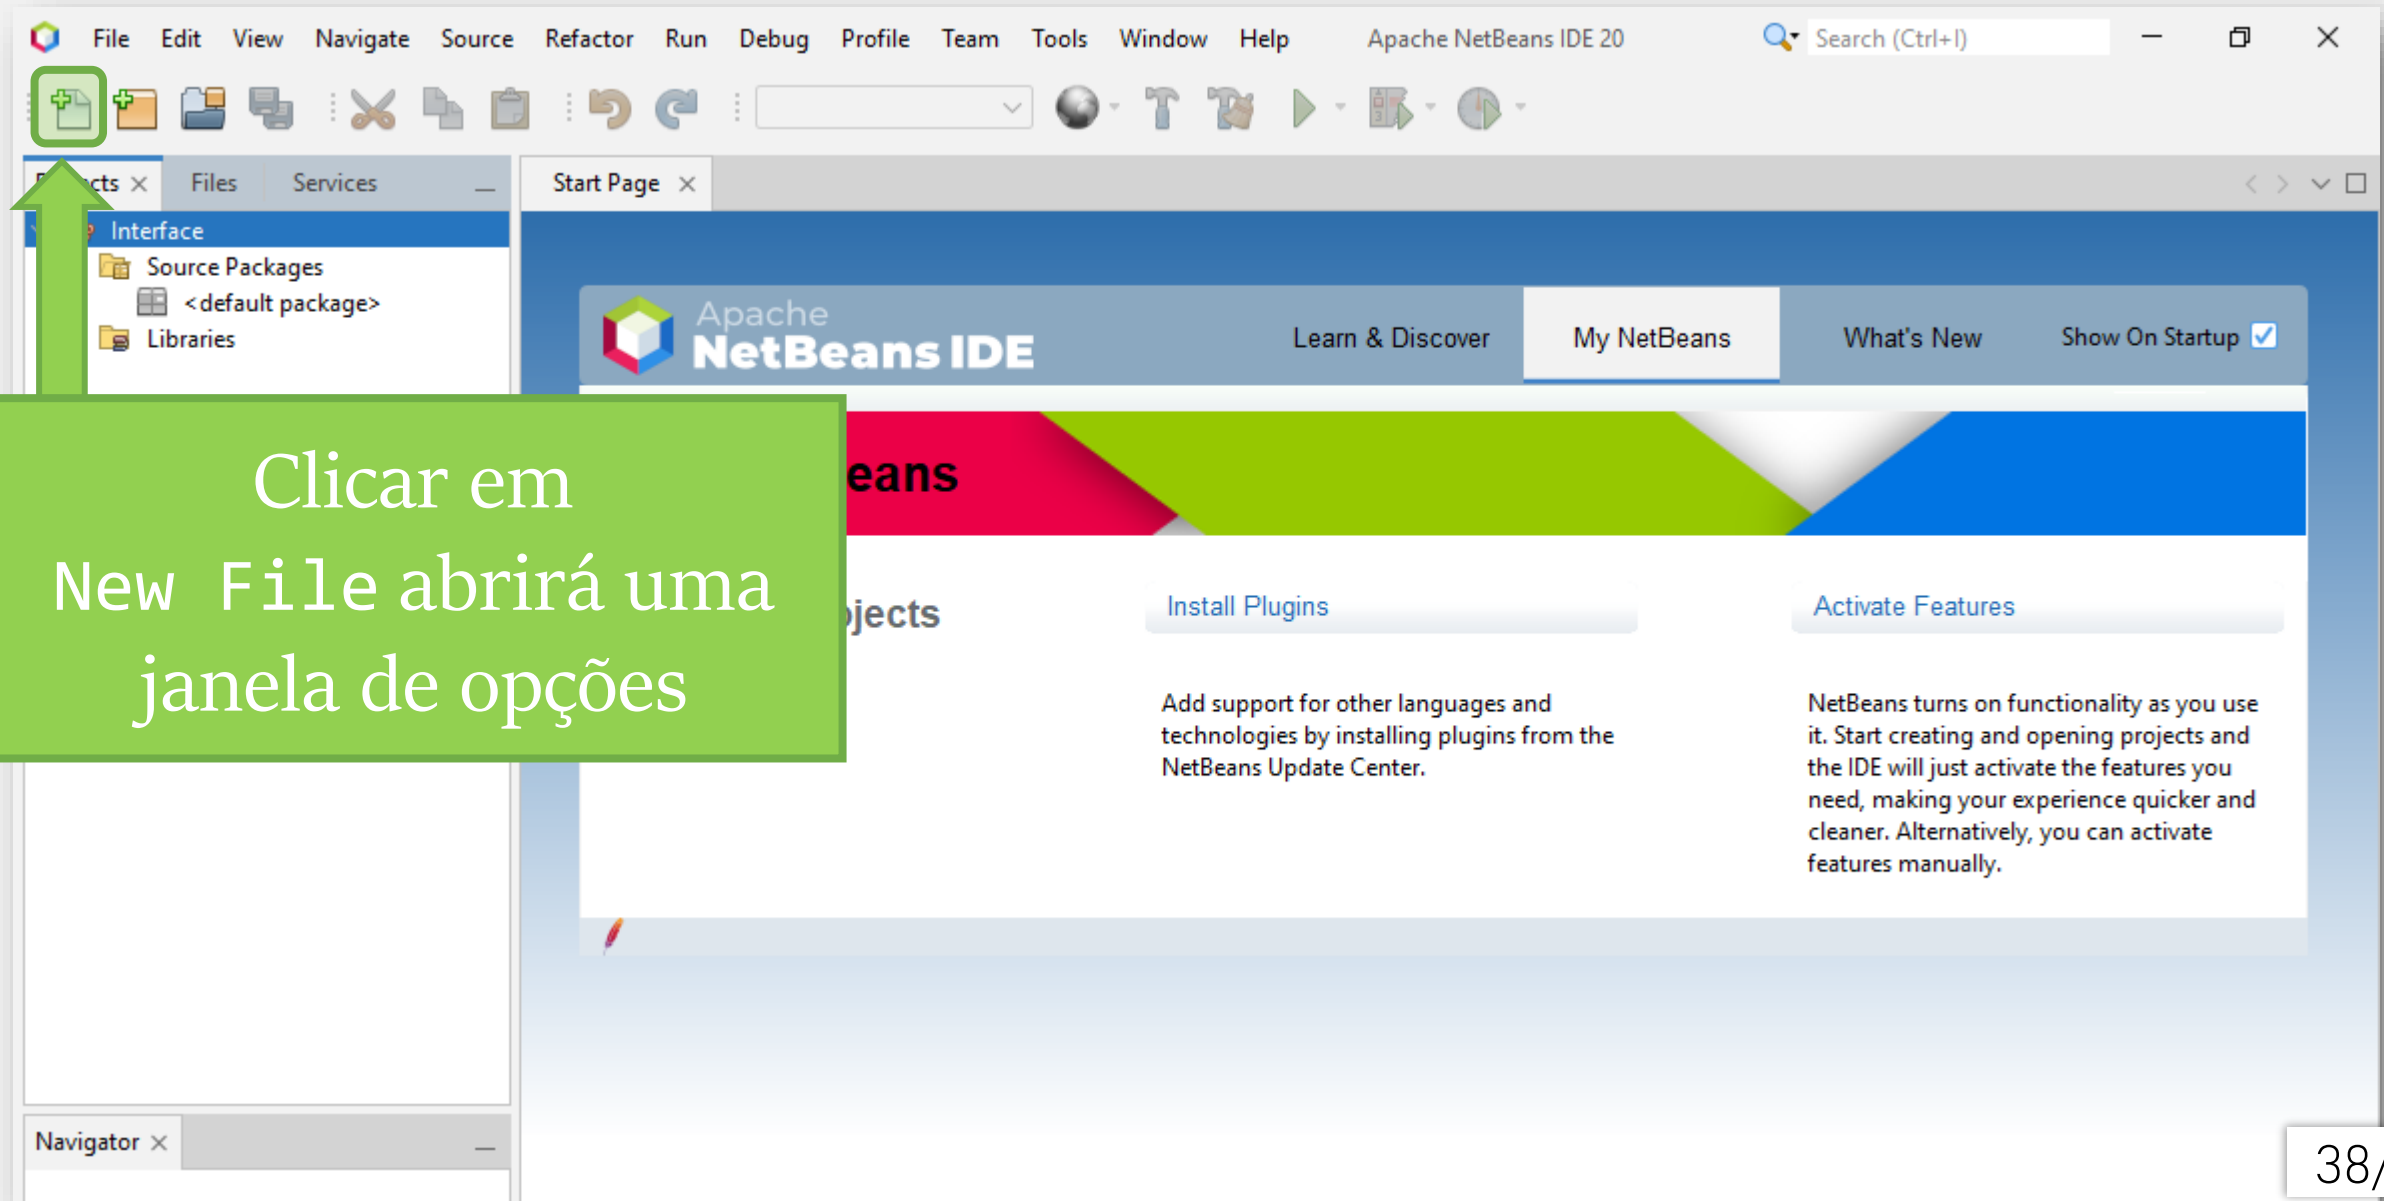 File Edit View Navigate Source Refactor Run Debug Profile Team Tools Window Help Apache NetBeans IDE 20 Search (Ctrl+I)
cts Files Services Start Page
Interface
Source Packages
<default package>
Libraries
Apache
NetBeans IDE
Learn & Discover My NetBeans What's New Show On Startup
eans
Clicar em
New File abrirá uma
janela de opções
jects
Install Plugins
Activate Features
Add support for other languages and
technologies by installing plugins from the
NetBeans Update Center.
NetBeans turns on functionality as you use
it. Start creating and opening projects and
the IDE will just activate the features you
need, making your experience quicker and
cleaner. Alternatively, you can activate
features manually.
Navigator
38/